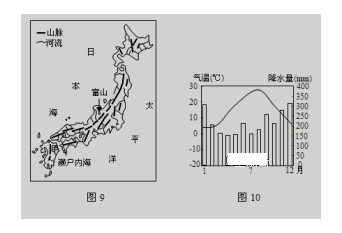 山脉
河流
日
本
海
富山
太
平
洋
濑户内海
图9
气温(℃) 降水量(mm)
30 400
20 350
10 300
0 250
-10 200
-20 150
100
50
0
1 7 12 月
图10